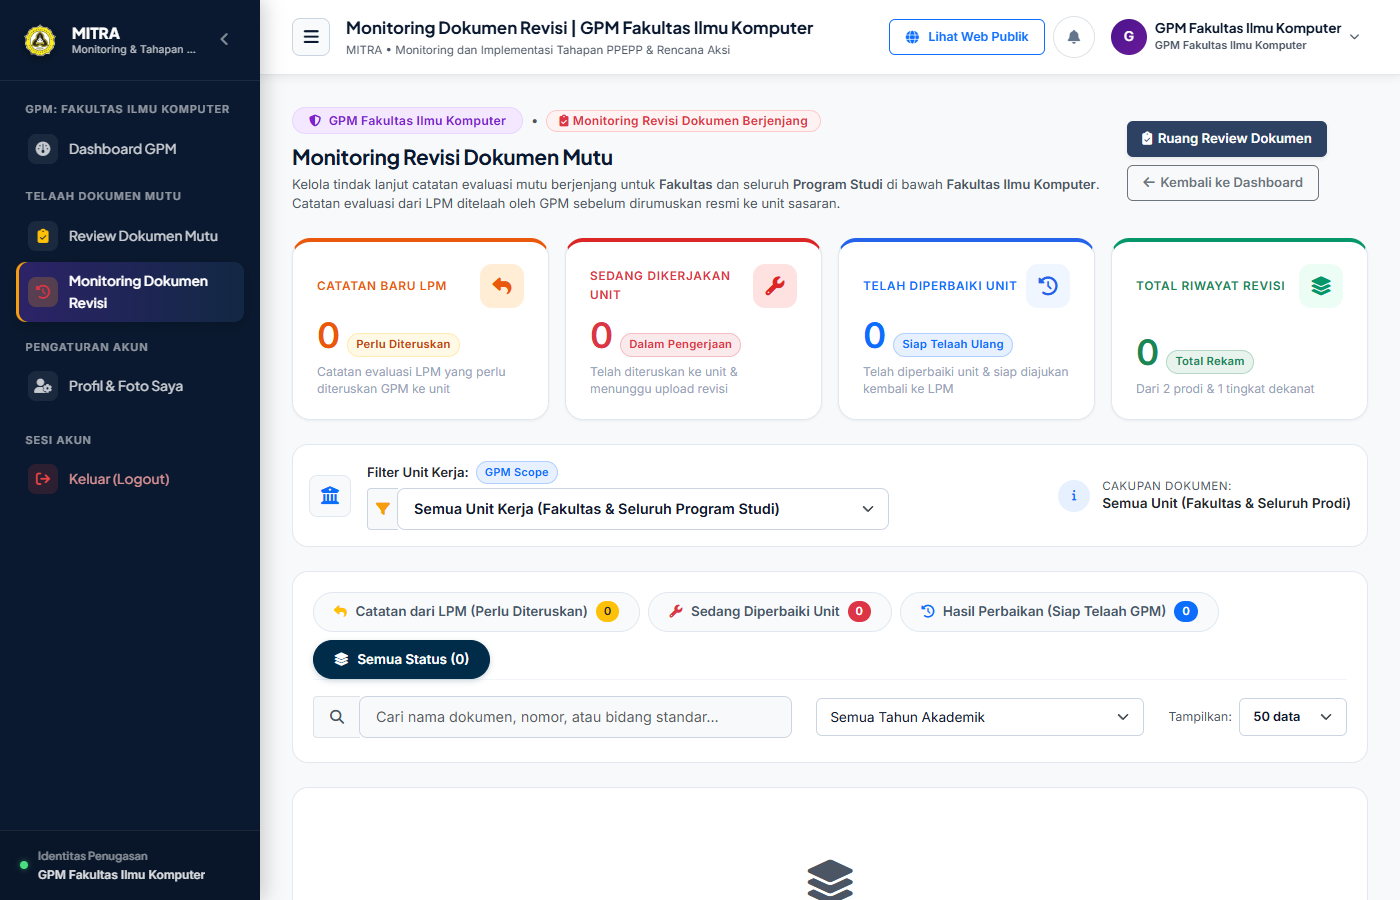 MITRA
Monitoring & Tahapan ...
GPM: FAKULTAS ILMU KOMPUTER
Dashboard GPM
TELAAH DOKUMEN MUTU
Review Dokumen Mutu
Monitoring Dokumen
Revisi
PENGATURAN AKUN
Profil & Foto Saya
SESI AKUN
Keluar (Logout)
Identitas Penugasan
GPM Fakultas Ilmu Komputer
Monitoring Dokumen Revisi | GPM Fakultas Ilmu Komputer
MITRA • Monitoring dan Implementasi Tahapan PPEPP & Rencana Aksi
Lihat Web Publik
G
GPM Fakultas Ilmu Komputer
GPM Fakultas Ilmu Komputer
GPM Fakultas Ilmu Komputer • Monitoring Revisi Dokumen Berjenjang
Monitoring Revisi Dokumen Mutu
Kelola tindak lanjut catatan evaluasi mutu berjenjang untuk Fakultas dan seluruh Program Studi di bawah Fakultas Ilmu Komputer.
Catatan evaluasi dari LPM ditelaah oleh GPM sebelum dirumuskan resmi ke unit sasaran.
Ruang Review Dokumen
Kembali ke Dashboard
CATATAN BARU LPM
0 Perlu Diteruskan
Catatan evaluasi LPM yang perlu
diteruskan GPM ke unit
SEDANG DIKERJAKAN
UNIT
0 Dalam Pengerjaan
Telah diteruskan ke unit &
menunggu upload revisi
TELAH DIPERBAIKI UNIT
0 Siap Telaah Ulang
Telah diperbaiki unit & siap diajukan
kembali ke LPM
TOTAL RIWAYAT REVISI
0 Total Rekam
Dari 2 prodi & 1 tingkat dekanat
Filter Unit Kerja: GPM Scope
Semua Unit Kerja (Fakultas & Seluruh Program Studi)
CAKUPAN DOKUMEN:
Semua Unit (Fakultas & Seluruh Prodi)
Catatan dari LPM (Perlu Diteruskan) 0
Sedang Diperbaiki Unit 0
Hasil Perbaikan (Siap Telaah GPM) 0
Semua Status (0)
Cari nama dokumen, nomor, atau bidang standar...
Semua Tahun Akademik
Tampilkan: 50 data